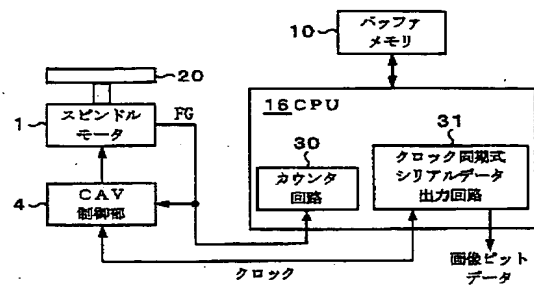 10
バッファ
メモリ
20
16 CPU
1
スピンドル
モータ
FG
30
カウンタ
回路
31
クロック同期式
シリアルデータ
出力回路
4
CAV
制御部
クロック
画像ビット
データ